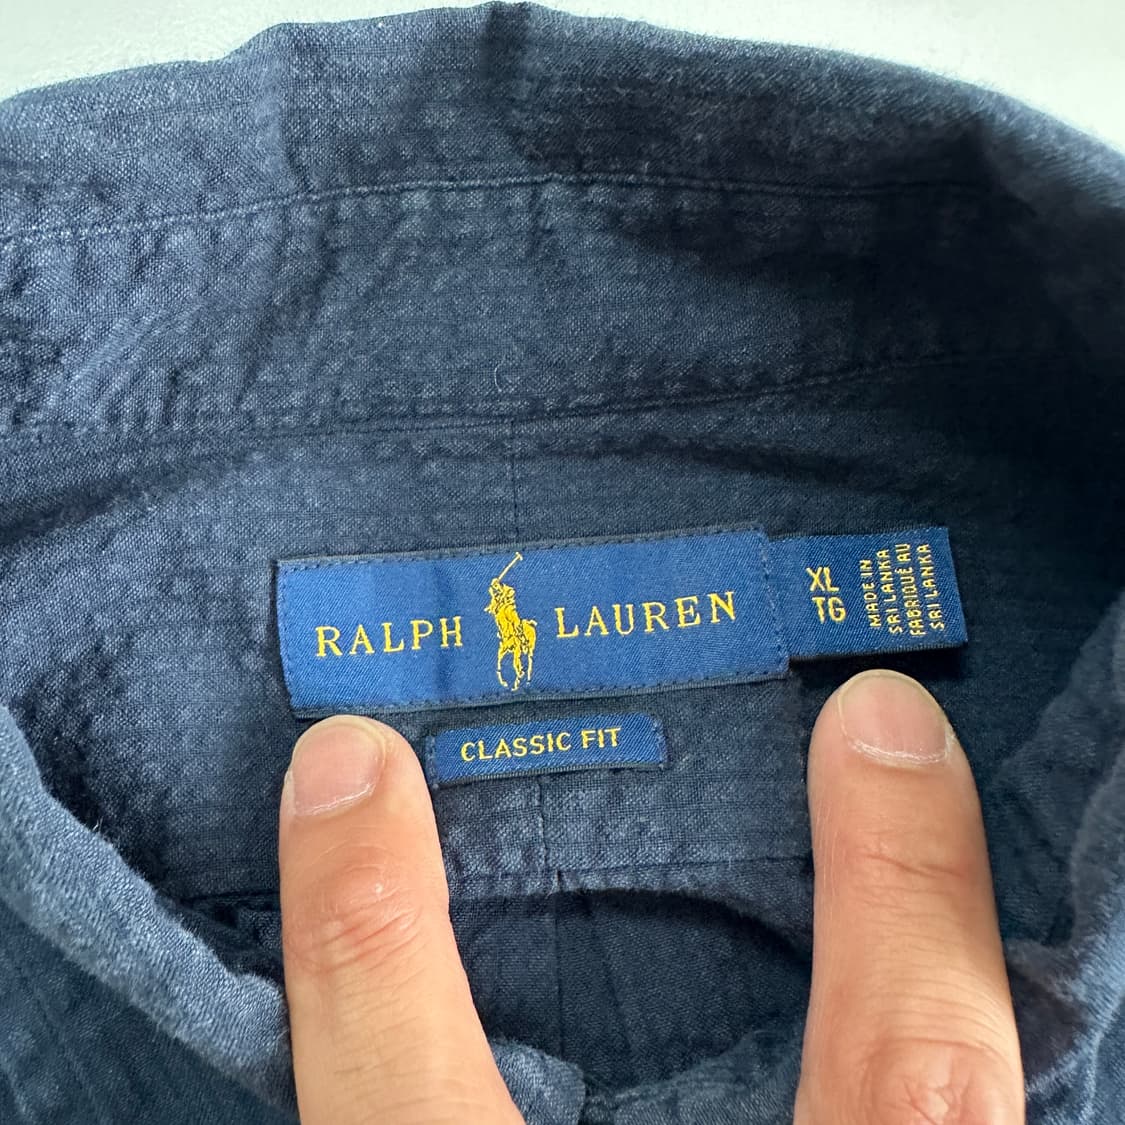 RALPH LAUREN
XL
TG
MADE IN
SRI LANKA
FABRIQUÉ AU
SRI LANKA
CLASSIC FIT